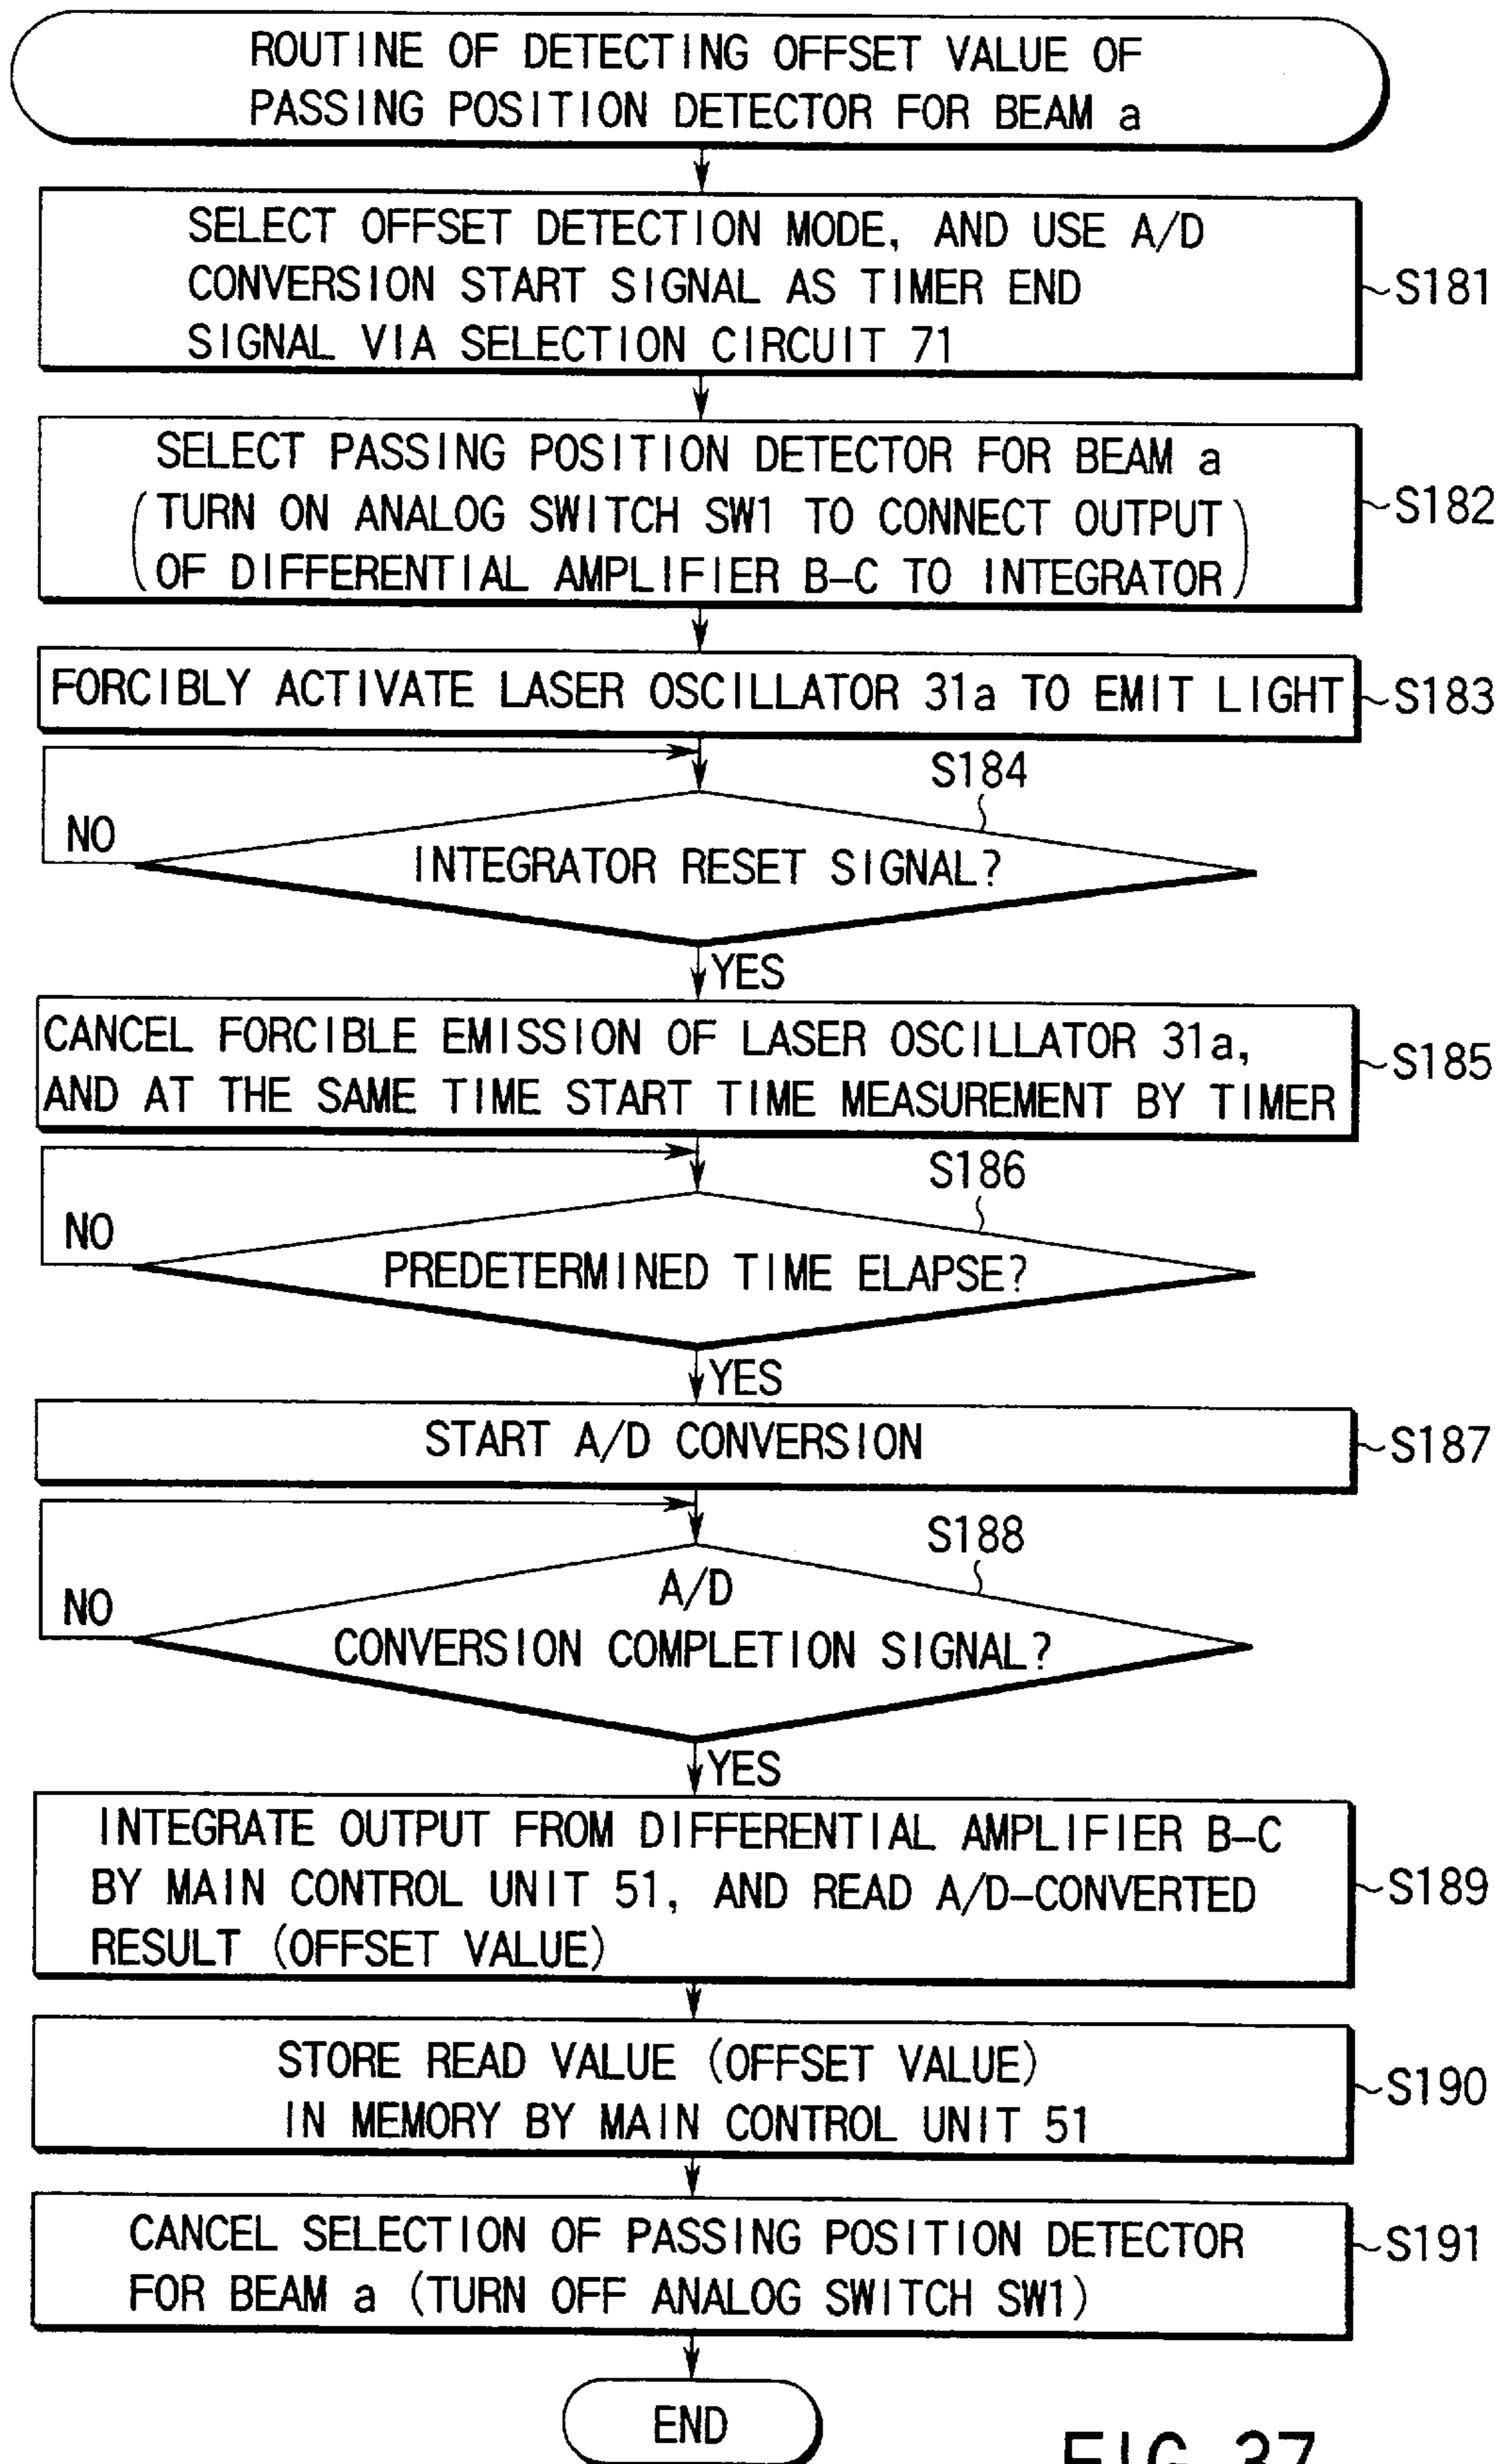 ROUTINE OF DETECTING OFFSET VALUE OF
PASSING POSITION DETECTOR FOR BEAM a
SELECT OFFSET DETECTION MODE, AND USE A/D
CONVERSION START SIGNAL AS TIMER END
SIGNAL VIA SELECTION CIRCUIT 71
S181
SELECT PASSING POSITION DETECTOR FOR BEAM a
(TURN ON ANALOG SWITCH SW1 TO CONNECT OUTPUT
OF DIFFERENTIAL AMPLIFIER B-C TO INTEGRATOR)
S182
FORCIBLY ACTIVATE LASER OSCILLATOR 31a TO EMIT LIGHT
S183
S184
NO
INTEGRATOR RESET SIGNAL?
YES
CANCEL FORCIBLE EMISSION OF LASER OSCILLATOR 31a,
AND AT THE SAME TIME START TIME MEASUREMENT BY TIMER
S185
S186
NO
PREDETERMINED TIME ELAPSE?
YES
START A/D CONVERSION
S187
S188
NO
A/D
CONVERSION COMPLETION SIGNAL?
YES
INTEGRATE OUTPUT FROM DIFFERENTIAL AMPLIFIER B-C
BY MAIN CONTROL UNIT 51, AND READ A/D-CONVERTED
RESULT (OFFSET VALUE)
S189
STORE READ VALUE (OFFSET VALUE)
IN MEMORY BY MAIN CONTROL UNIT 51
S190
CANCEL SELECTION OF PASSING POSITION DETECTOR
FOR BEAM a (TURN OFF ANALOG SWITCH SW1)
S191
END
FIG. 37